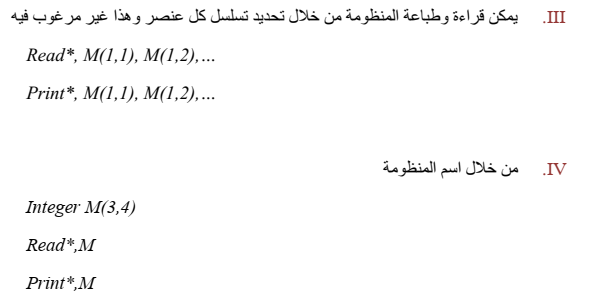 III. يمكن قراءة وطباعة المنظومة من خلال تحديد تسلسل كل عنصر وهذا غير مرغوب فيه
Read*, M(1,1), M(1,2),...
Print*, M(1,1), M(1,2),...
IV. من خلال اسم المنظومة
Integer M(3,4)
Read*,M
Print*,M